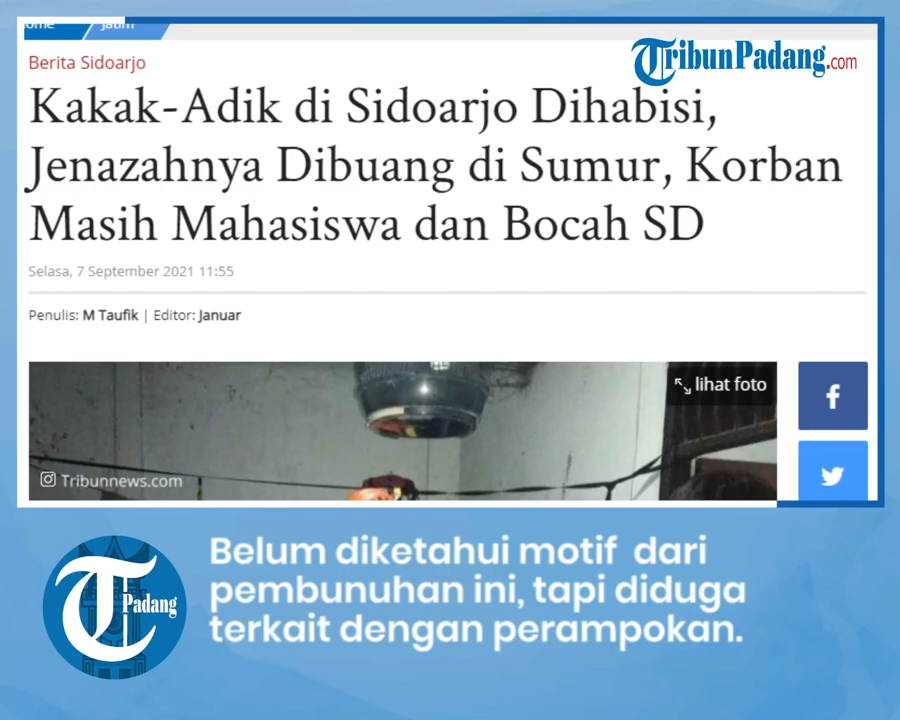 ome Jatim
TribunPadang.com
Berita Sidoarjo
Kakak-Adik di Sidoarjo Dihabisi,
Jenazahnya Dibuang di Sumur, Korban
Masih Mahasiswa dan Bocah SD
Selasa, 7 September 2021 11:55
Penulis: M Taufik | Editor: Januar
lihat foto
Tribunnews.com
f
T Padang
Belum diketahui motif dari
pembunuhan ini, tapi diduga
terkait dengan perampokan.